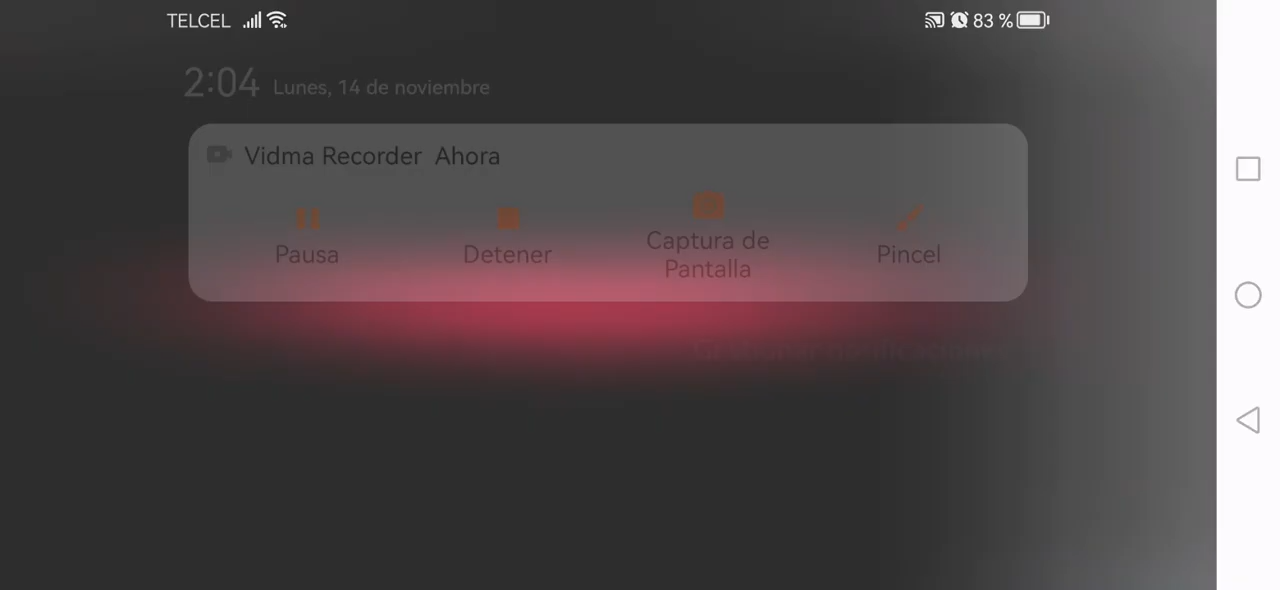 TELCEL 83 %
2:04 Lunes, 14 de noviembre
Vidma Recorder Ahora
Pausa
Detener
Captura de
Pantalla
Pincel